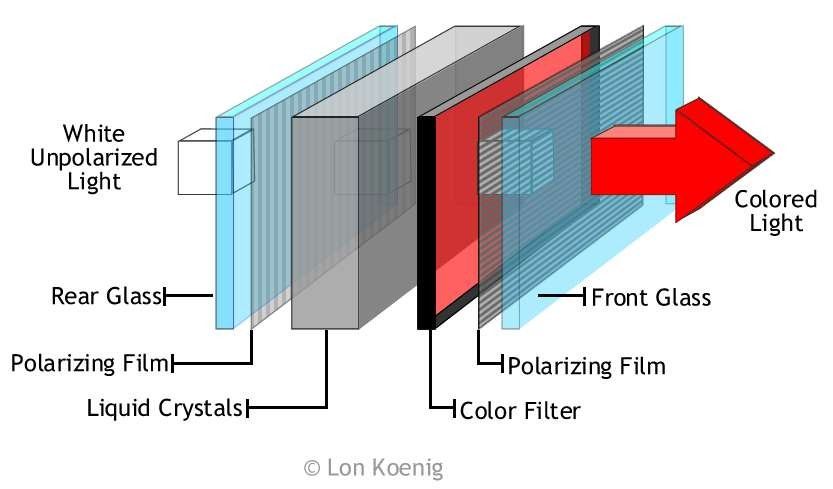 White
Unpolarized
Light
Colored
Light
Rear Glass
Front Glass
Polarizing Film
Polarizing Film
Liquid Crystals
Color Filter
© Lon Koenig